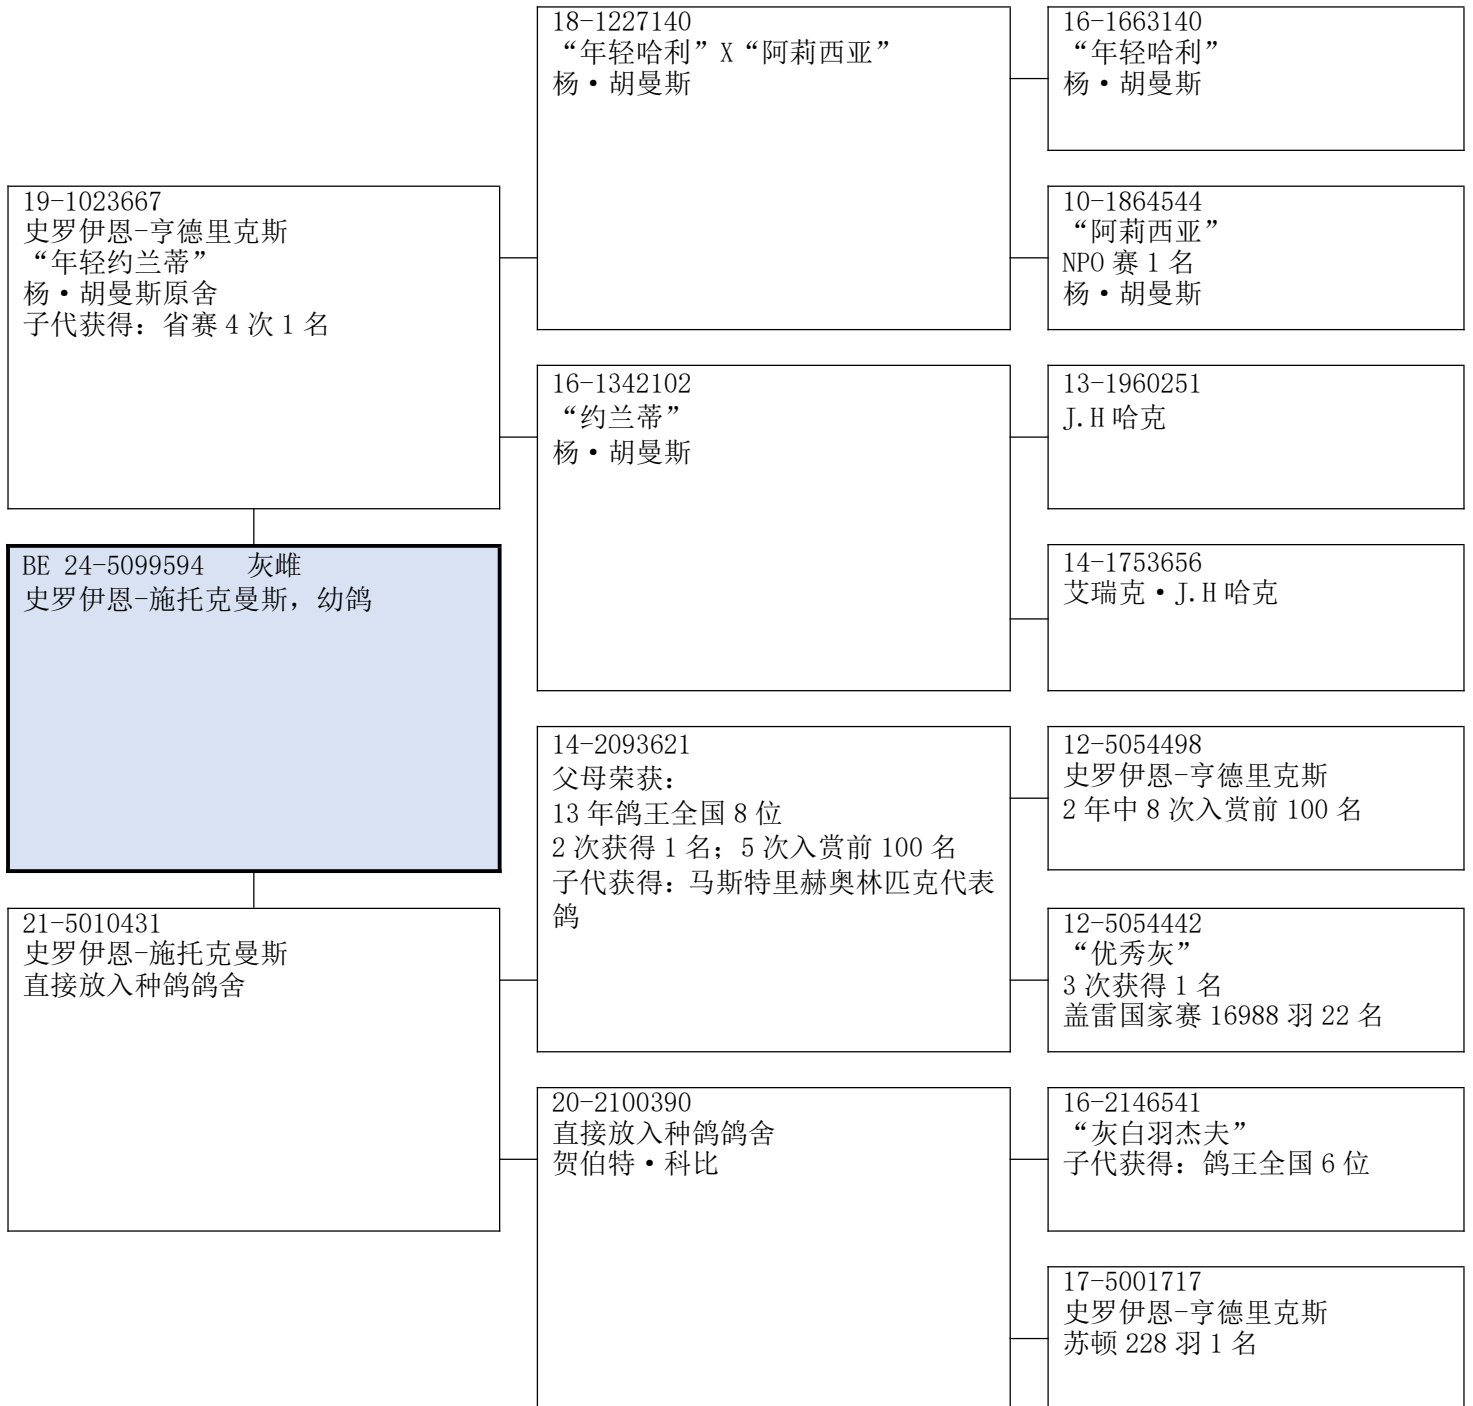 18-1227140
“年轻哈利”X“阿莉西亚”
杨·胡曼斯
16-1663140
“年轻哈利”
杨·胡曼斯
19-1023667
史罗伊恩-亨德里克斯
“年轻约兰蒂”
杨·胡曼斯原舍
子代获得：省赛 4 次 1 名
10-1864544
“阿莉西亚”
NPO 赛 1 名
杨·胡曼斯
16-1342102
“约兰蒂”
杨·胡曼斯
13-1960251
J.H 哈克
BE 24-5099594 灰雌
史罗伊恩-施托克曼斯，幼鸽
14-1753656
艾瑞克·J.H 哈克
14-2093621
父母荣获：
13 年鸽王全国 8 位
2 次获得 1 名；5 次入赏前 100 名
子代获得：马斯特里赫奥林匹克代表
鸽
12-5054498
史罗伊恩-亨德里克斯
2 年中 8 次入赏前 100 名
21-5010431
史罗伊恩-施托克曼斯
直接放入种鸽鸽舍
12-5054442
“优秀灰”
3 次获得 1 名
盖雷国家赛 16988 羽 22 名
20-2100390
直接放入种鸽鸽舍
贺伯特·科比
16-2146541
“灰白羽杰夫”
子代获得：鸽王全国 6 位
17-5001717
史罗伊恩-亨德里克斯
苏顿 228 羽 1 名